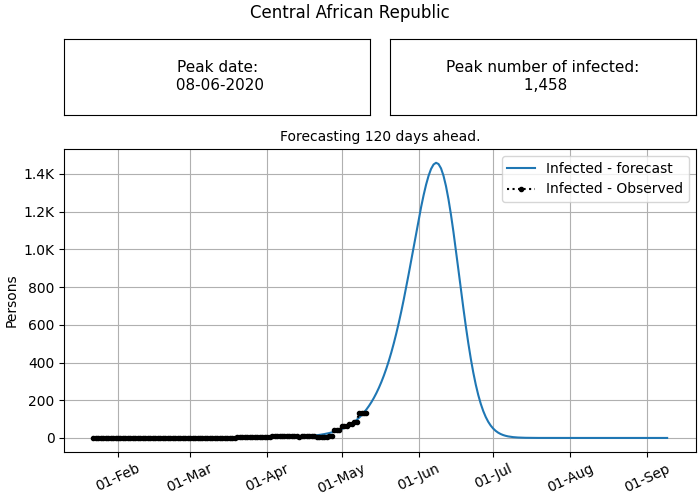 Central African Republic
Peak date:
08-06-2020
Peak number of infected:
1,458
Forecasting 120 days ahead.
Infected - forecast
Infected - Observed
1.4K
1.2K
1.0K
800
600
400
200
0
Persons
01-Feb
01-Mar
01-Apr
01-May
01-Jun
01-Jul
01-Aug
01-Sep